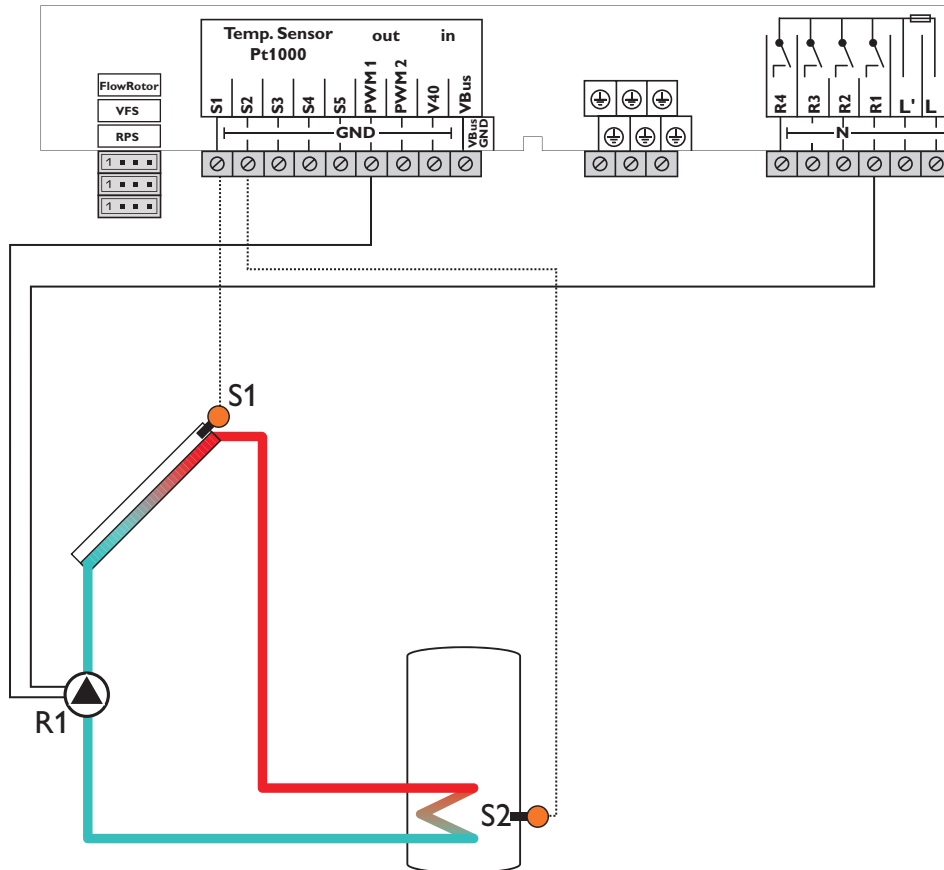 Temp. Sensor out in
Pt1000
FlowRotor
VFS
RPS
1
1
1
S1 S2 S3 S4 S5 PWM 1 PWM 2 V40 VBus
GND
VBus
GND
R4 R3 R2 R1 L' L
N
S1
R1
S2